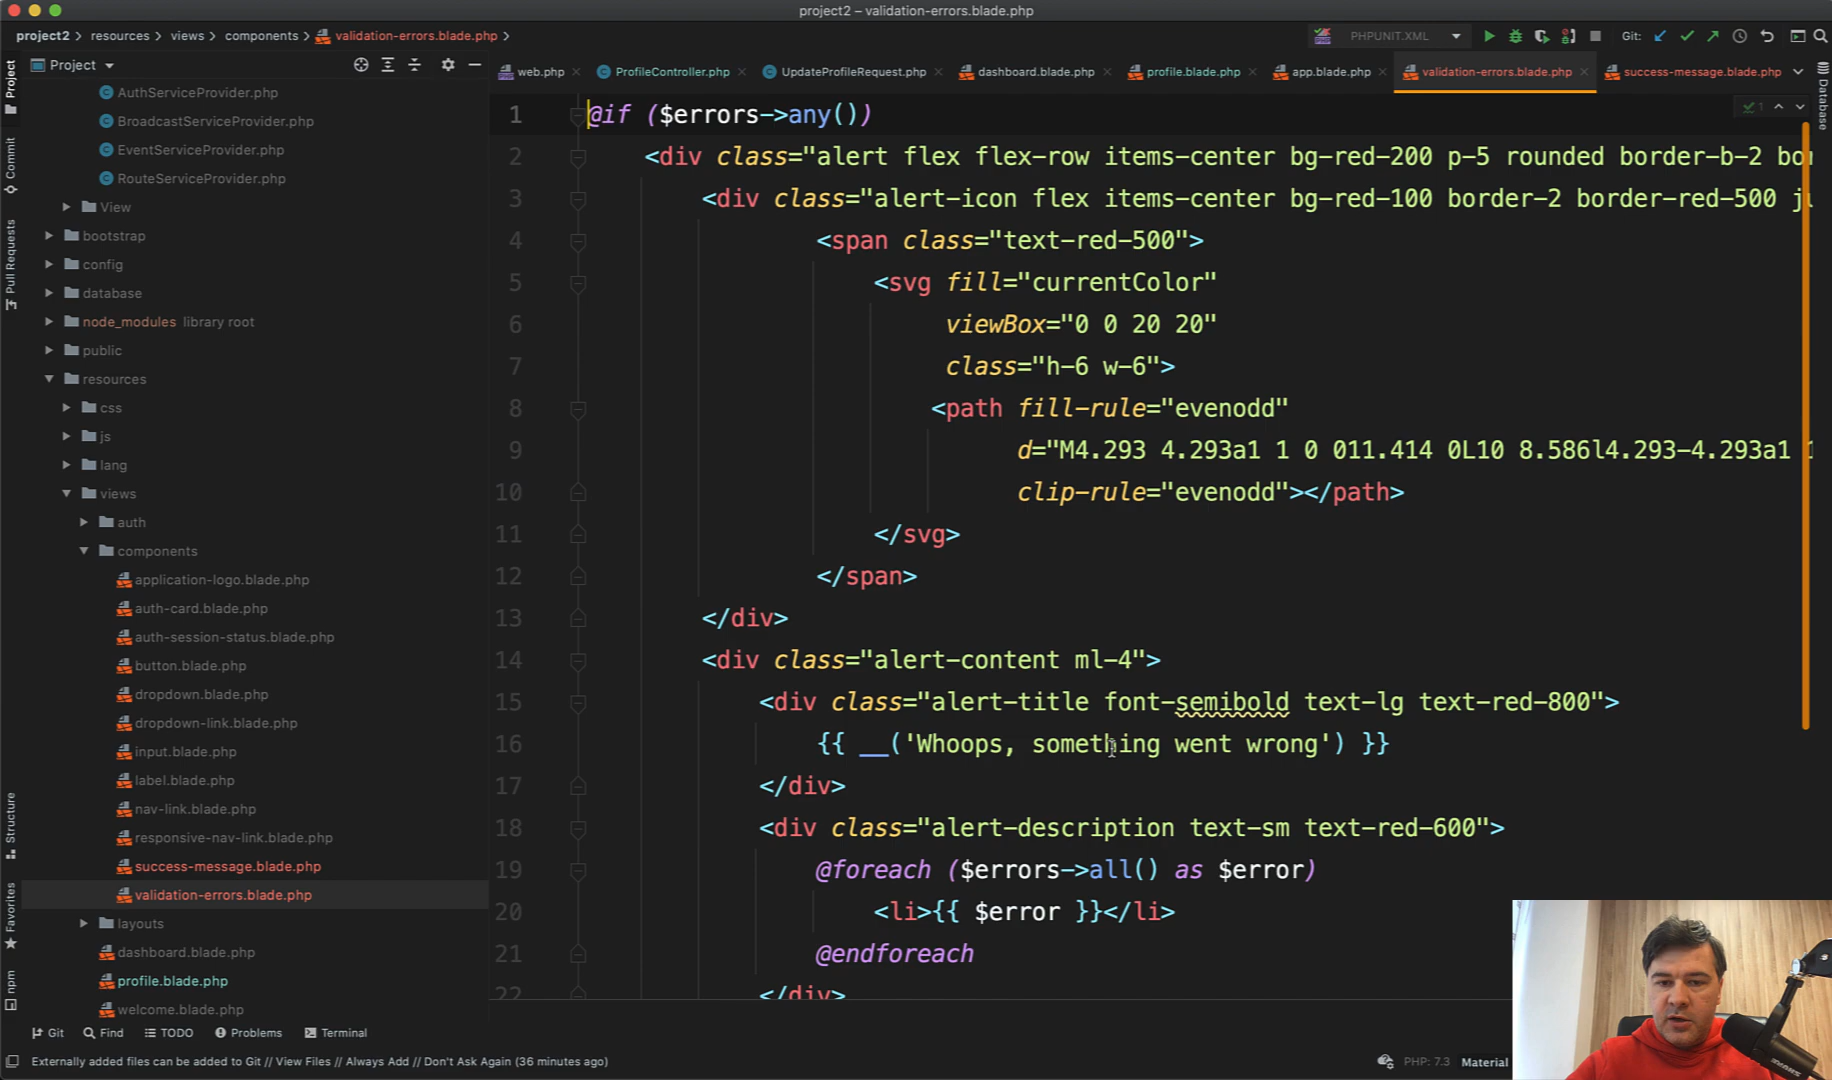 project2 – validation-errors.blade.php
project2 › resources › views › components › validation-errors.blade.php ›
PHPUNIT.XML
Git:
Project
web.php
ProfileController.php
UpdateProfileRequest.php
dashboard.blade.php
profile.blade.php
app.blade.php
validation-errors.blade.php
success-message.blade.php
Project
Commit
Pull Requests
Structure
Favorites
npm
Database
AuthServiceProvider.php
BroadcastServiceProvider.php
EventServiceProvider.php
RouteServiceProvider.php
View
bootstrap
config
database
node_modules library root
public
resources
css
js
lang
views
auth
components
application-logo.blade.php
auth-card.blade.php
auth-session-status.blade.php
button.blade.php
dropdown.blade.php
dropdown-link.blade.php
input.blade.php
label.blade.php
nav-link.blade.php
responsive-nav-link.blade.php
success-message.blade.php
validation-errors.blade.php
layouts
dashboard.blade.php
profile.blade.php
welcome.blade.php
1
1 @if ($errors->any())
2 <div class="alert flex flex-row items-center bg-red-200 p-5 rounded border-b-2 bo
3 <div class="alert-icon flex items-center bg-red-100 border-2 border-red-500 j
4 <span class="text-red-500">
5 <svg fill="currentColor"
6 viewBox="0 0 20 20"
7 class="h-6 w-6">
8 <path fill-rule="evenodd"
9 d="M4.293 4.293a1 1 0 011.414 0L10 8.586l4.293-4.293a1 1
10 clip-rule="evenodd"></path>
11 </svg>
12 </span>
13 </div>
14 <div class="alert-content ml-4">
15 <div class="alert-title font-semibold text-lg text-red-800">
16 {{ __('Whoops, something went wrong') }}
17 </div>
18 <div class="alert-description text-sm text-red-600">
19 @foreach ($errors->all() as $error)
20 <li>{{ $error }}</li>
21 @endforeach
22 </div>
Git
Find
TODO
Problems
Terminal
Externally added files can be added to Git // View Files // Always Add // Don't Ask Again (36 minutes ago)
PHP: 7.3
Material